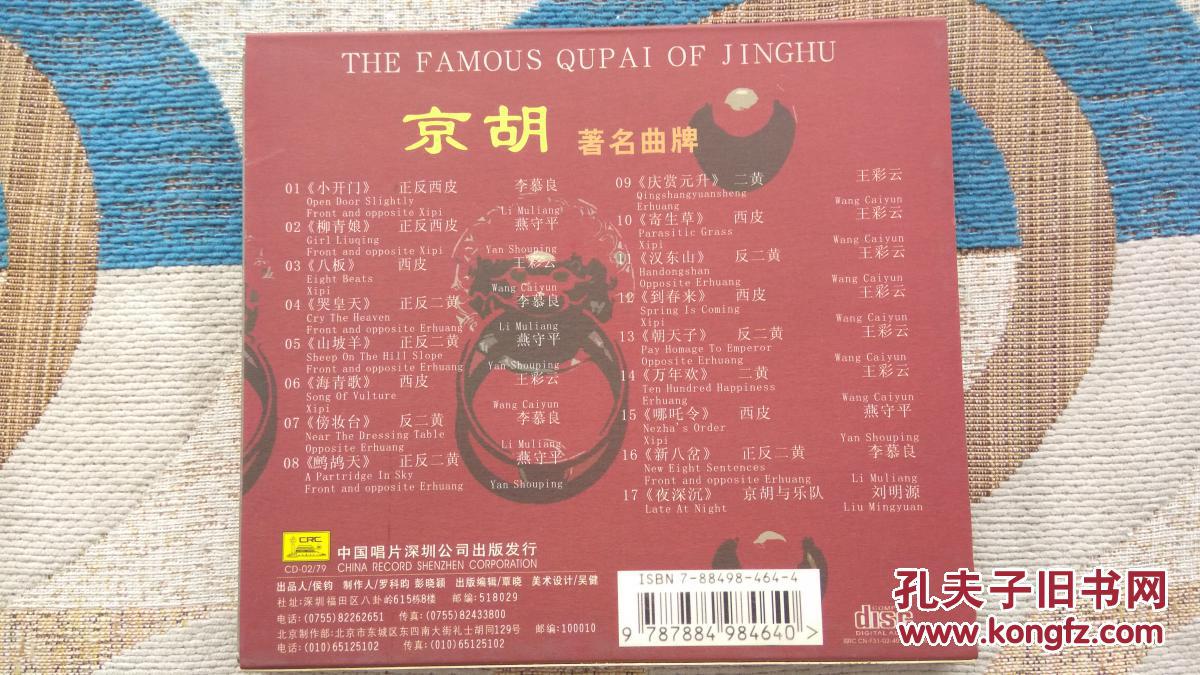 THE FAMOUS QUPAI OF JINGHU
京胡 著名曲牌
01《小开门》 正反西皮 李慕良
Open Door Slightly
Front and opposite Xipi Li Muliang
02《柳青娘》 正反西皮 燕守平
Girl Liuqing
Front and opposite Xipi Yan Shouping
03《八板》 西皮 王彩云
Eight Beats
Xipi Wang Caiyun
04《哭皇天》 正反二黄 李慕良
Cry The Heaven
Front and opposite Erhuang Li Muliang
05《山坡羊》 正反二黄 燕守平
Sheep On The Hill Slope
Front and opposite Erhuang Yan Shouping
06《海青歌》 西皮 王彩云
Song Of Vulture
Xipi Wang Caiyun
07《傍妆台》 反二黄 李慕良
Near The Dressing Table
Opposite Erhuang Li Muliang
08《鹧鸪天》 正反二黄 燕守平
A Partridge In Sky
Front and opposite Erhuang Yan Shouping
09《庆赏元升》 二黄 王彩云
Qingshangyuansheng
Erhuang Wang Caiyun
10《寄生草》 西皮 王彩云
Parasitic Grass
Xipi Wang Caiyun
11《汉东山》 反二黄 王彩云
Handongshan
Opposite Erhuang Wang Caiyun
12《到春来》 西皮 王彩云
Spring Is Coming
Xipi Wang Caiyun
13《朝天子》 反二黄 王彩云
Pay Homage To Emperor
Opposite Erhuang Wang Caiyun
14《万年欢》 二黄 王彩云
Ten Hundred Happiness
Erhuang Wang Caiyun
15《哪吒令》 西皮 燕守平
Nezha's Order
Xipi Yan Shouping
16《新八岔》 正反二黄 李慕良
New Eight Sentences
Front and opposite Erhuang Li Muliang
17《夜深沉》 京胡与乐队 刘明源
Late At Night Liu Mingyuan
CRC
CD-02/79
中国唱片深圳公司出版发行
CHINA RECORD SHENZHEN CORPORATION
出品人/侯钧 制作人/罗科昀 彭晓颖 出版编辑/覃晓 美术设计/吴健
社址:深圳福田区八卦岭615栋8楼 邮编:518029
电话:(0755)82262651 传真:(0755)82433800
北京制作部:北京市东城区东四南大街礼士胡同129号 邮编:100010
电话:(010)65125102 传真:(010)65125102
ISBN 7-88498-464-4
9 787884 984640 >
disc
DIGITAL
孔夫子旧书网
www.kongfz.com